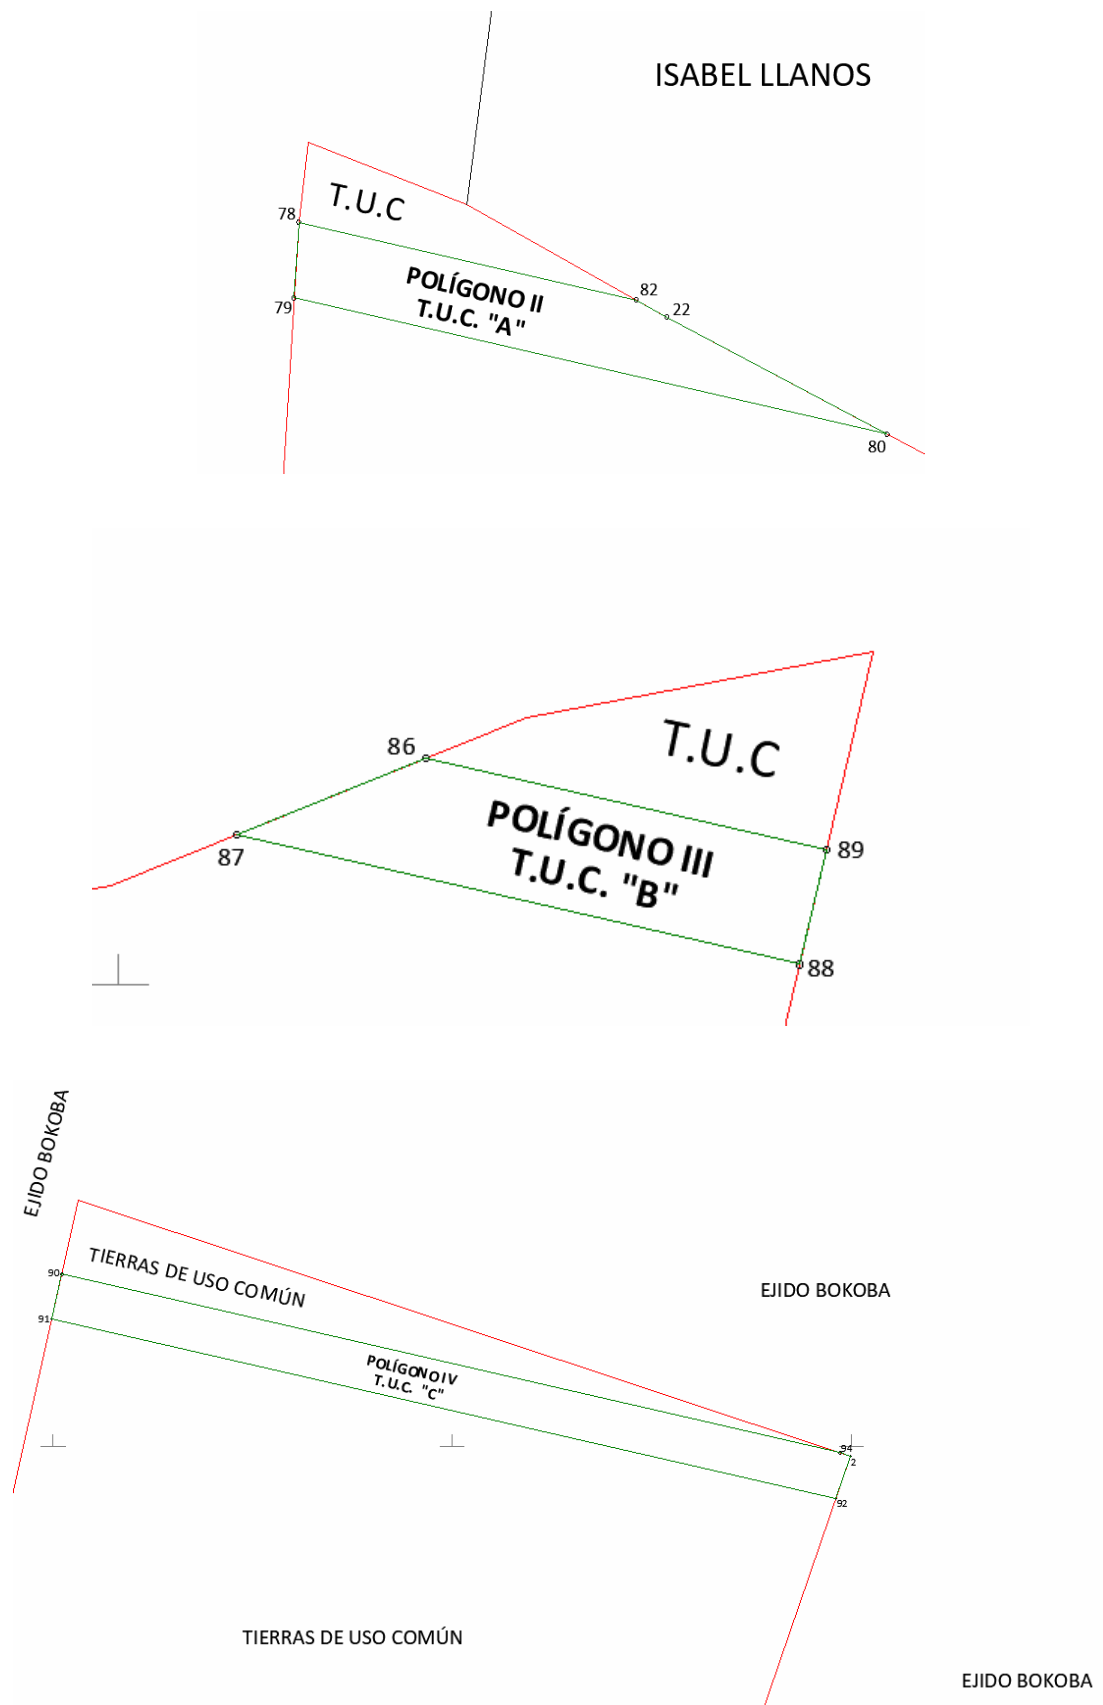 ISABEL LLANOS
T.U.C
78
POLÍGONO II
T.U.C. "A"
82
22
79
80
T.U.C
86
POLÍGONO III
T.U.C. "B"
89
87
88
EJIDO BOKOBA
TIERRAS DE USO COMÚN
90
EJIDO BOKOBA
91
POLÍGONO IV
T.U.C. "C"
94
2
92
TIERRAS DE USO COMÚN
EJIDO BOKOBA